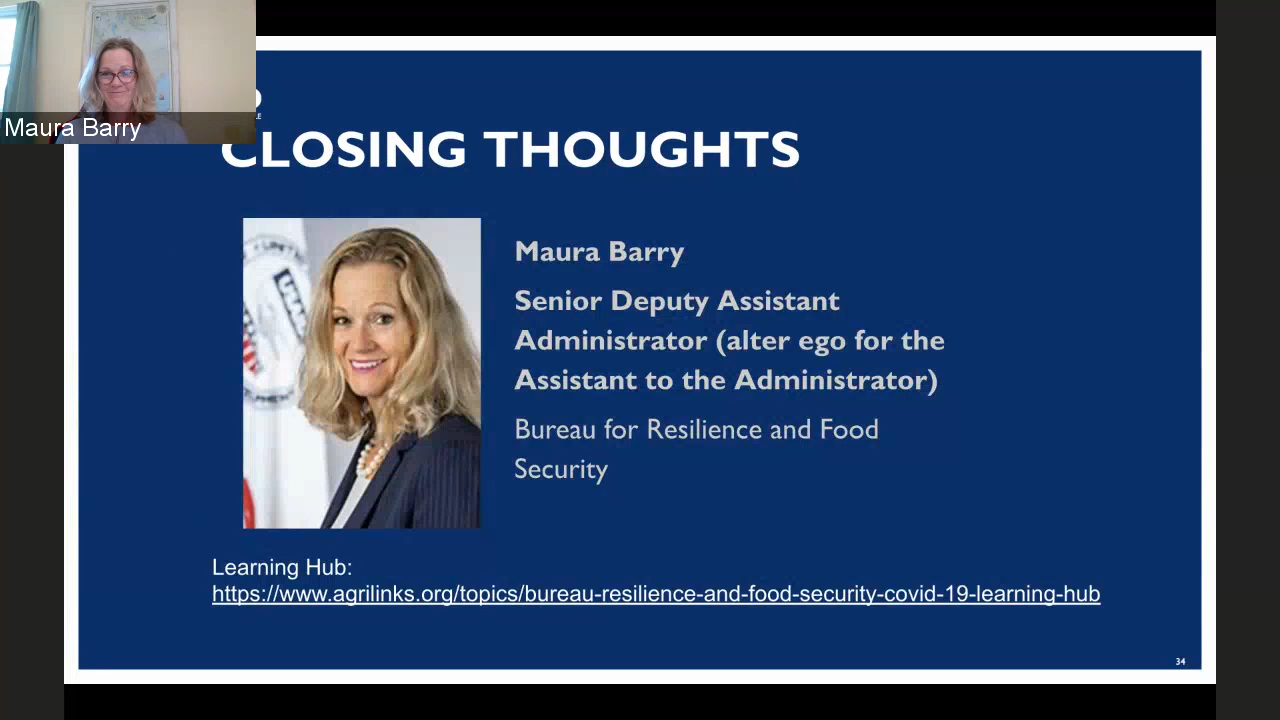 Maura Barry
CLOSING THOUGHTS
Maura Barry
Senior Deputy Assistant
Administrator (alter ego for the
Assistant to the Administrator)
Bureau for Resilience and Food
Security
Learning Hub:
https://www.agrilinks.org/topics/bureau-resilience-and-food-security-covid-19-learning-hub
34